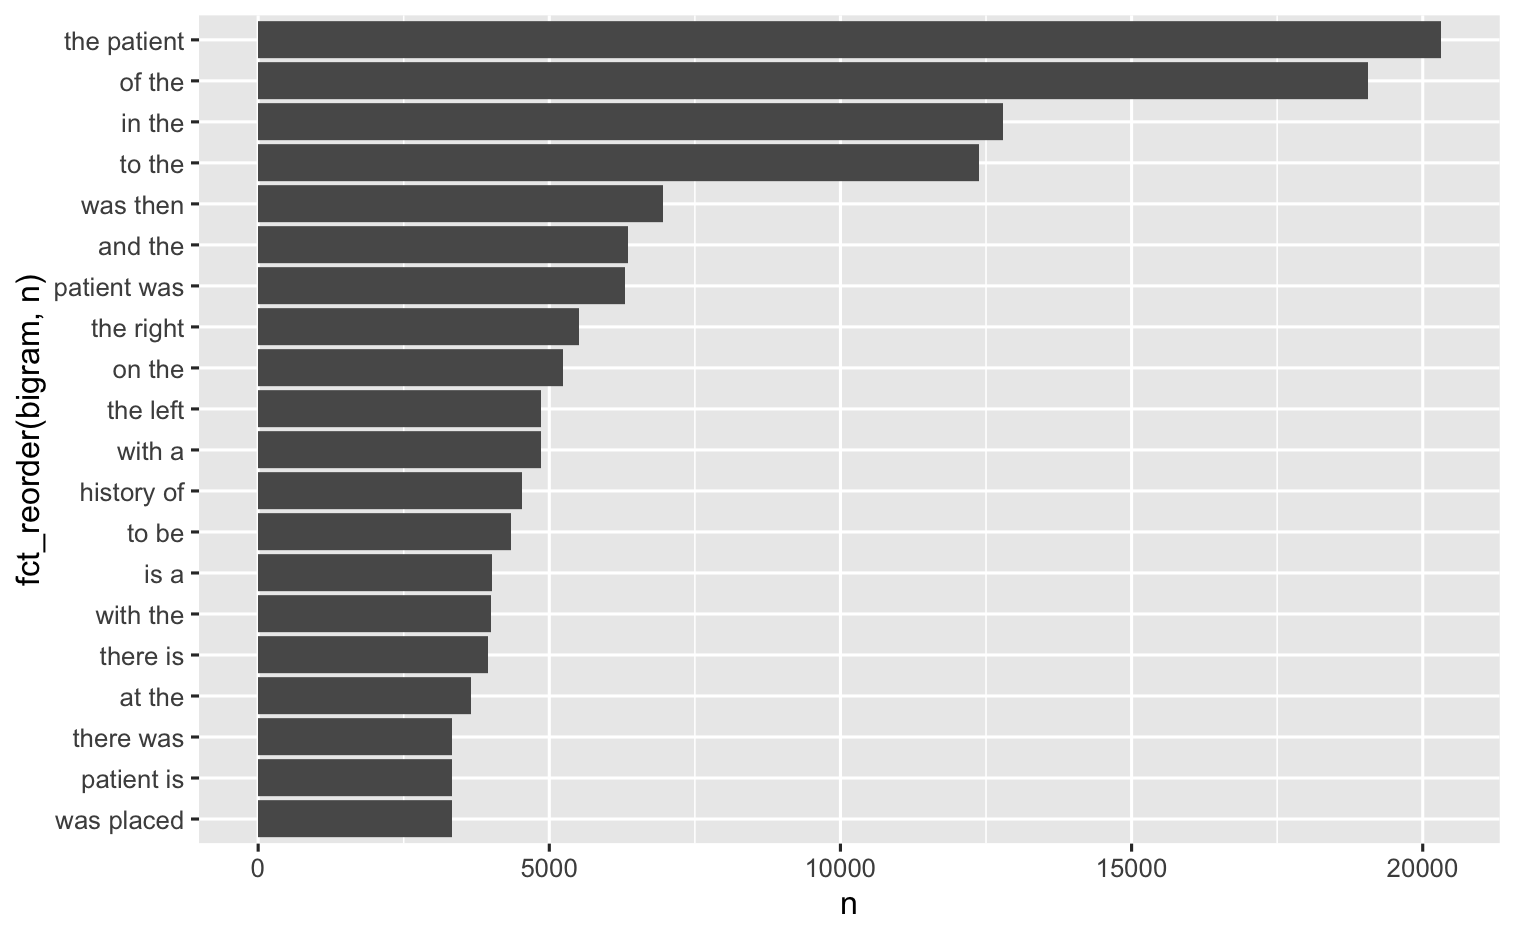 the patient
of the
in the
to the
was then
and the
patient was
the right
on the
the left
with a
history of
to be
is a
with the
there is
at the
there was
patient is
was placed
fct_reorder(bigram, n)
0 5000 10000 15000 20000
n